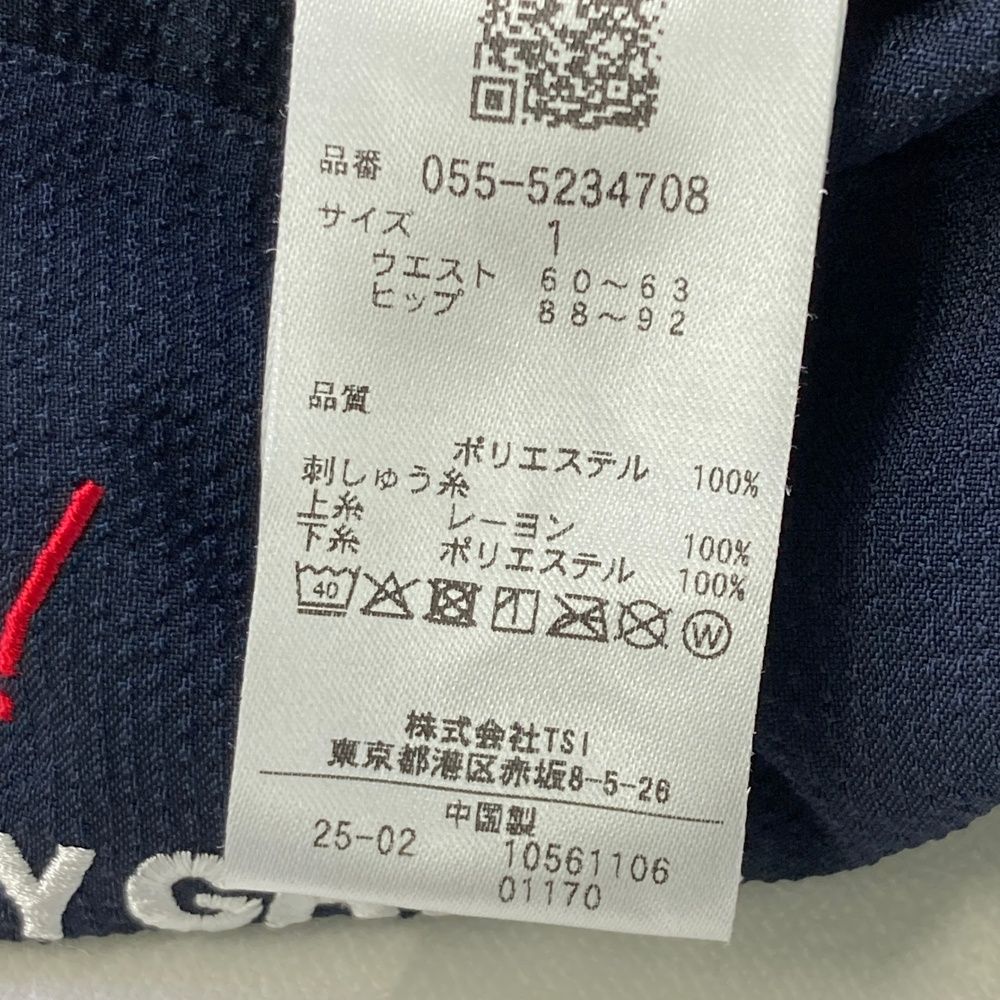 品番 055-5234708
サイズ 1
ウエスト 60～63
ヒップ 88～92
品質
ポリエステル 100%
刺しゅう糸
上糸 レーヨン 100%
下糸 ポリエステル 100%
40
W
株式会社TSI
東京都港区赤坂8-5-26
中国製
25-02 10561106
01170
Y G